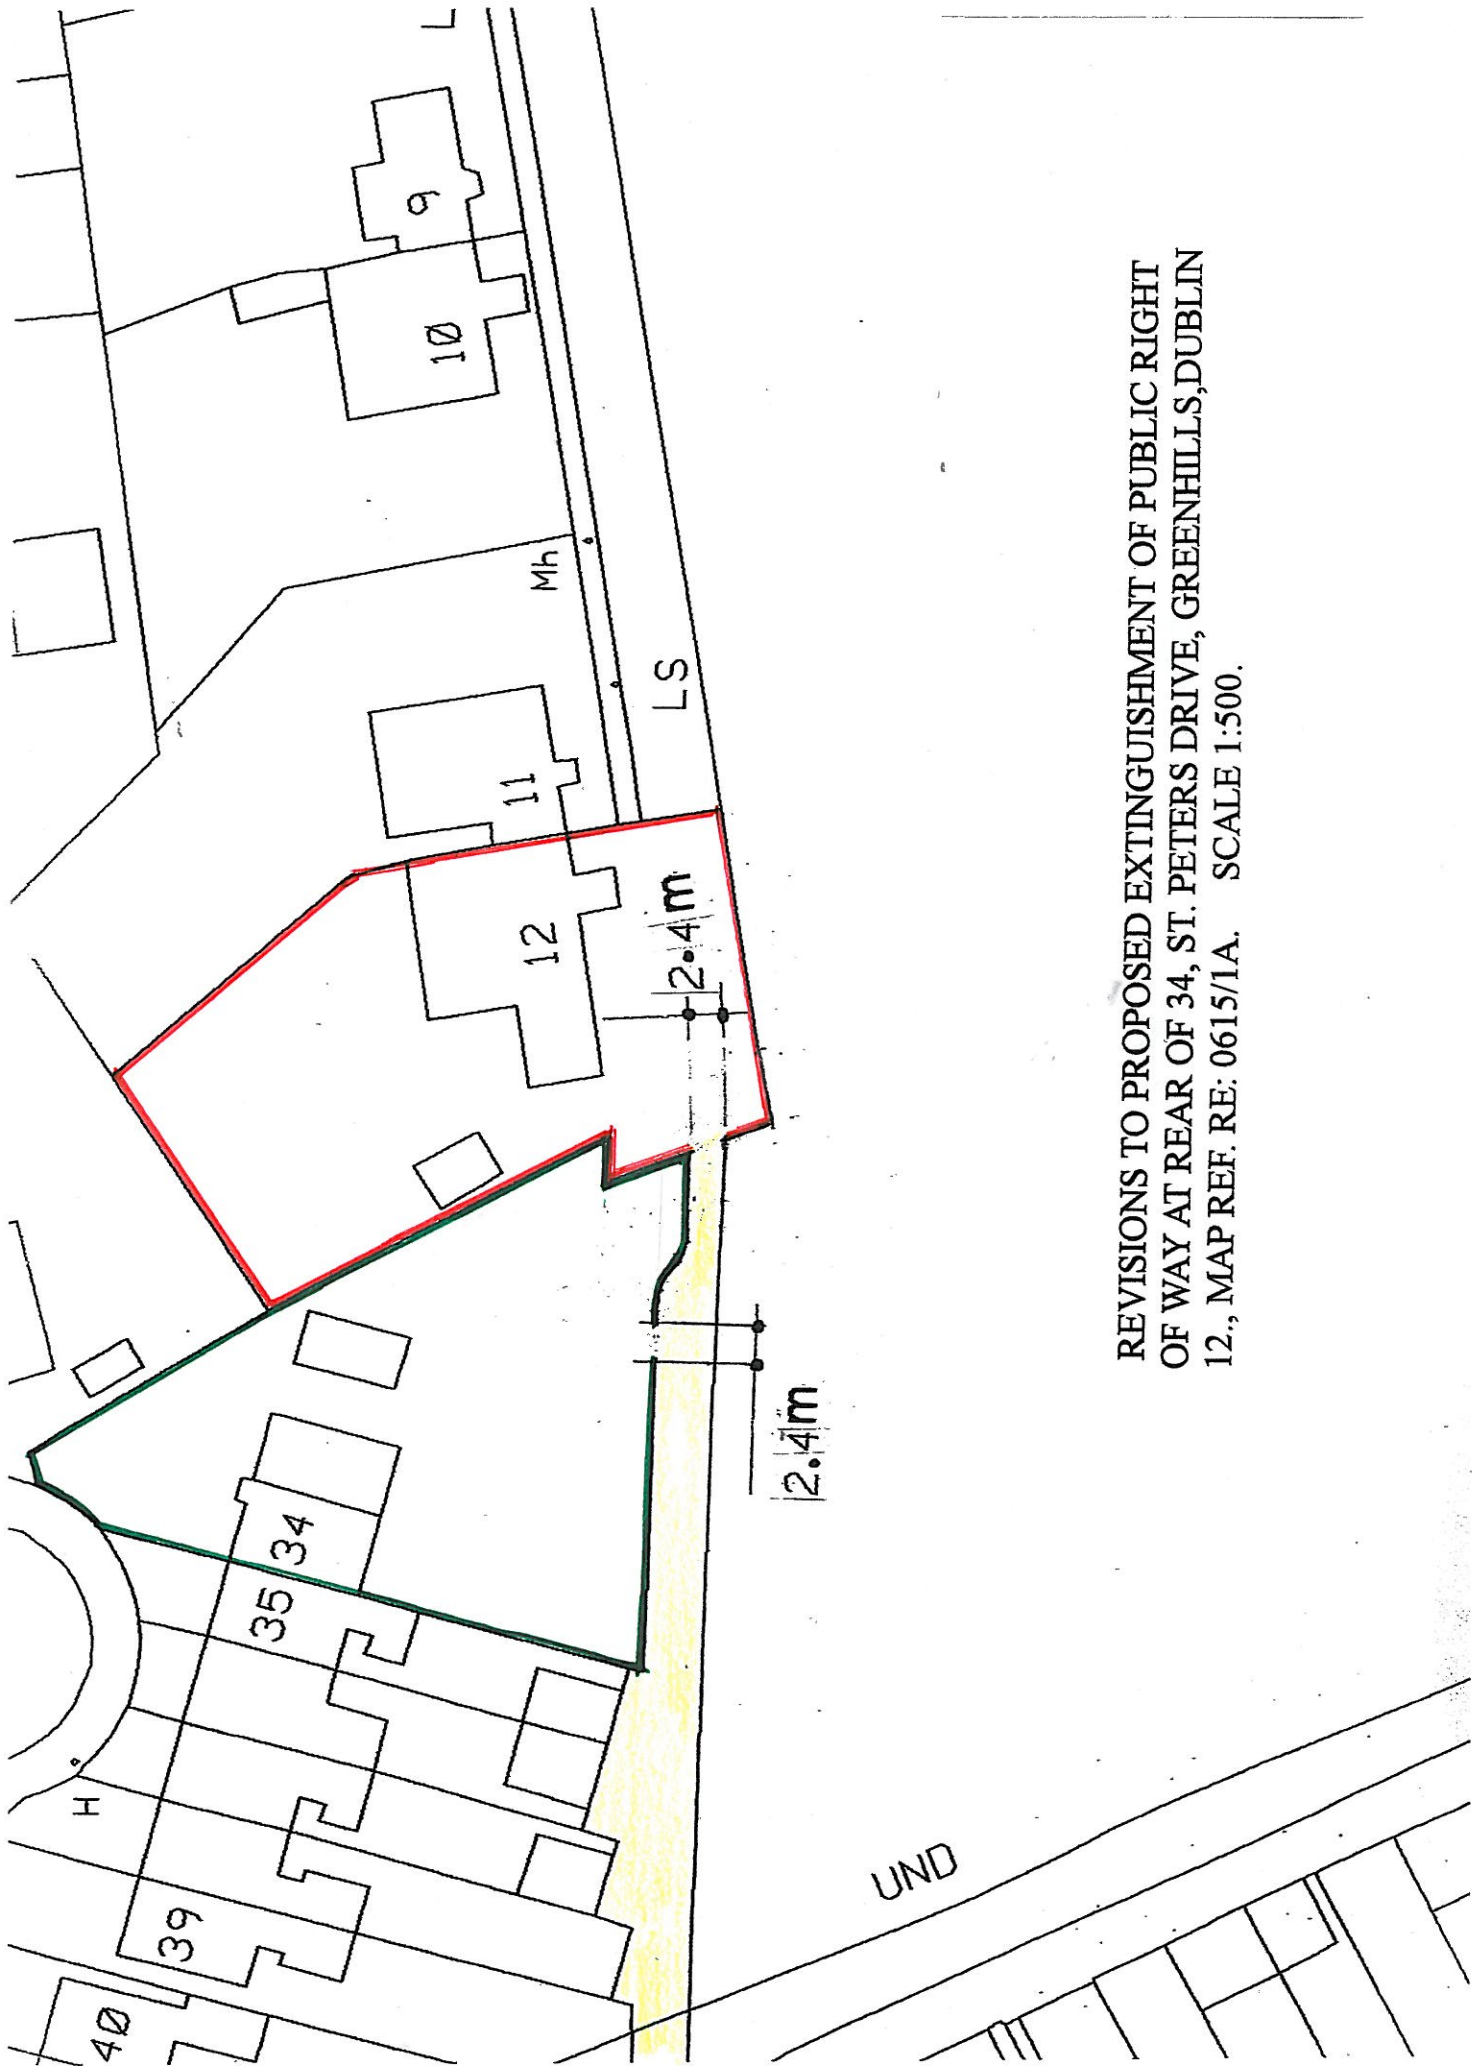 REVISIONS TO PROPOSED EXTINGUISHMENT OF PUBLIC RIGHT
OF WAY AT REAR OF 34, ST. PETERS DRIVE, GREENHILLS,DUBLIN
12., MAP REF. RE: 0615/1A. SCALE 1:500.
40
39
H
35
34
12
11
10
9
Mh
LS
L
2.4m
2.4m
UND